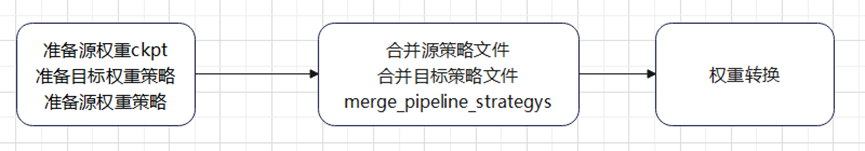 准备源权重ckpt
准备目标权重策略
准备源权重策略
合并源策略文件
合并目标策略文件
merge_pipeline_strategys
权重转换